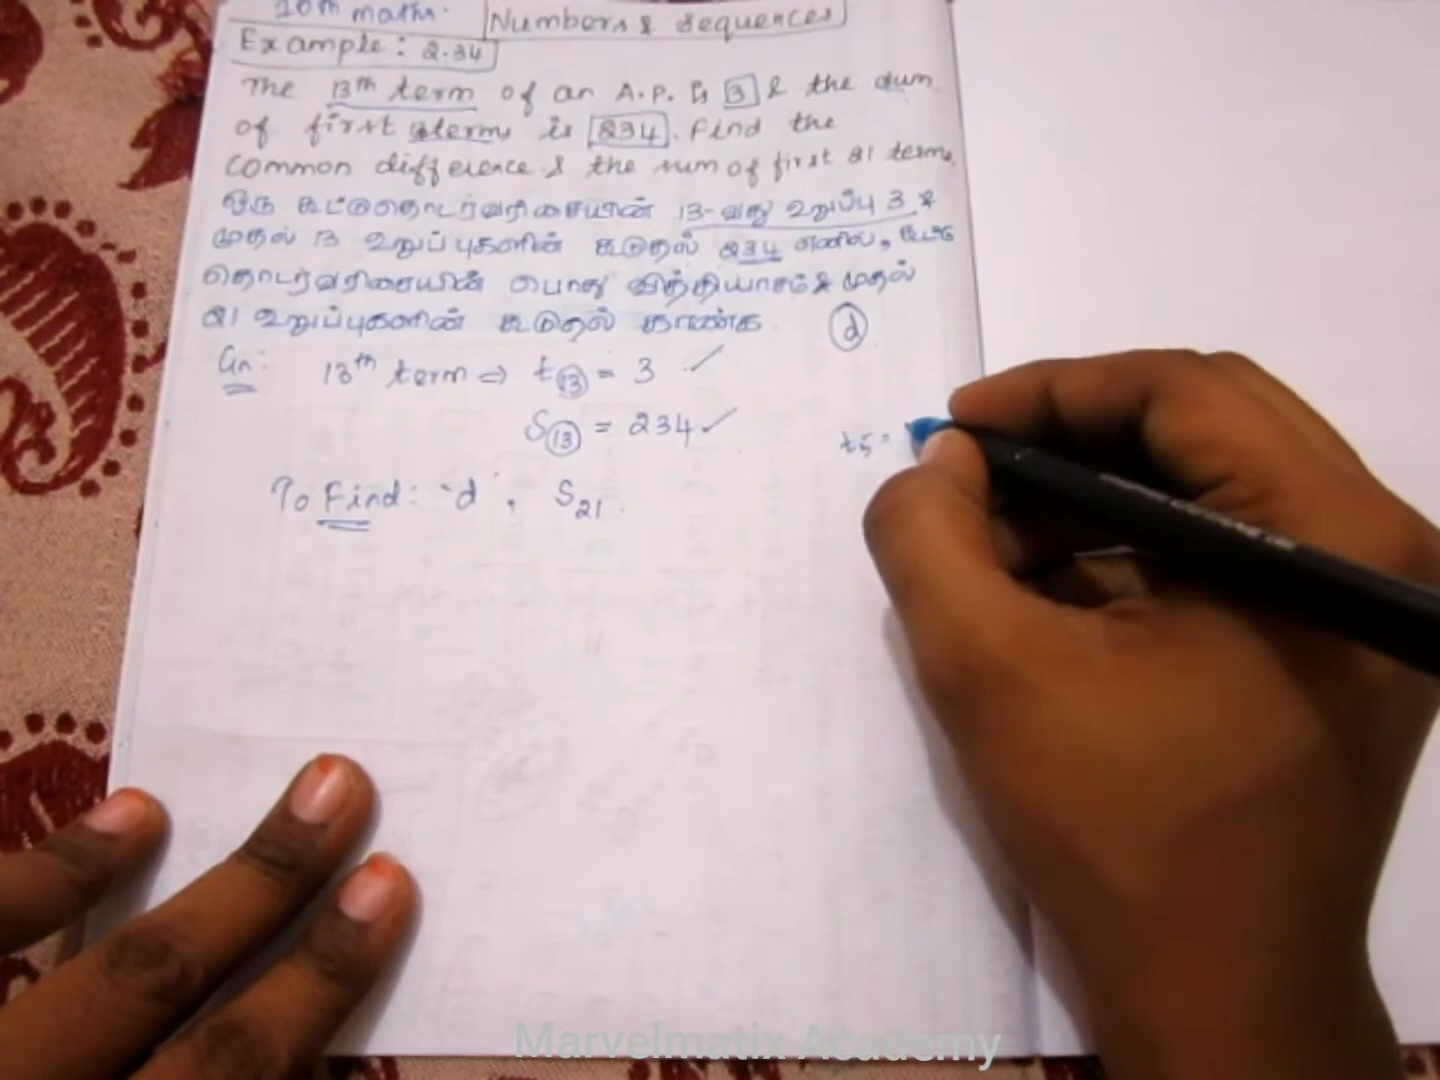 10th maths. Numbers & Sequences
Example: 2.34
The 13th term of an A.P. is 3 & the sum
of first 13 terms is 234. Find the
common difference & the sum of first 21 terms.
ஒரு கூட்டுதொடர்வரிசையின் 13-வது உறுப்பு 3 &
முதல் 13 உறுப்புகளின் கூடுதல் 234 எனில், கூட்டு
தொடர்வரிசையின் பொது வித்தியாசம் & முதல்
21 உறுப்புகளின் கூடுதல் காண்க
d
Gn: 13th term ⇒ t13 = 3 ✓
S13 = 234 ✓
t5 =
To Find: 'd', S21.
Marvelmatix Academy